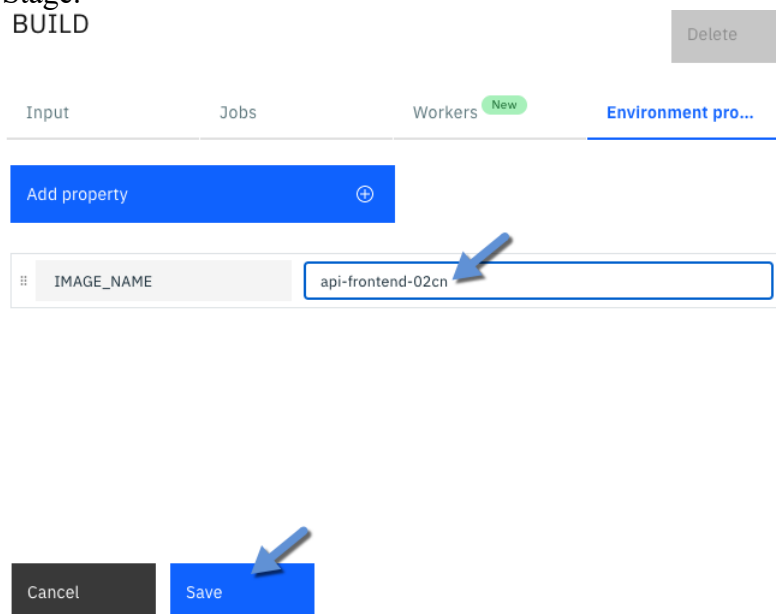 Stage.
BUILD
Delete
Input Jobs Workers New Environment pro...
Add property
IMAGE_NAME api-frontend-02cn
Cancel Save